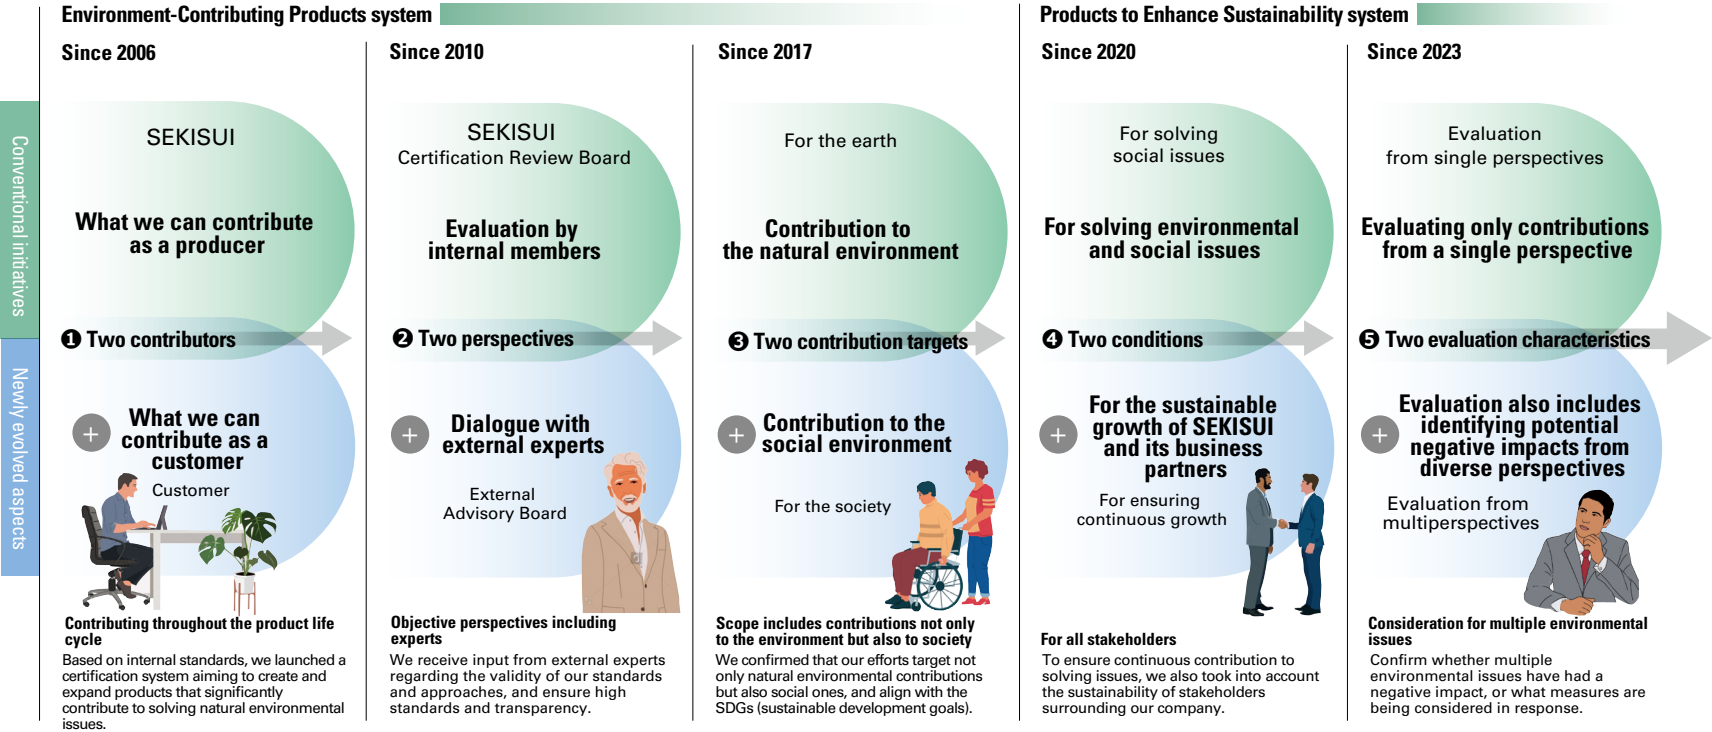 Environment-Contributing Products system
Products to Enhance Sustainability system
Conventional initiatives
Newly evolved aspects
Since 2006
SEKISUI
What we can contribute
as a producer
❶ Two contributors
+
What we can
contribute as a
customer
Customer
Contributing throughout the product life
cycle
Based on internal standards, we launched a
certification system aiming to create and
expand products that significantly
contribute to solving natural environmental
issues.
Since 2010
SEKISUI
Certification Review Board
Evaluation by
internal members
❷ Two perspectives
+
Dialogue with
external experts
External
Advisory Board
Objective perspectives including
experts
We receive input from external experts
regarding the validity of our standards
and approaches, and ensure high
standards and transparency.
Since 2017
For the earth
Contribution to
the natural environment
❸ Two contribution targets
+
Contribution to the
social environment
For the society
Scope includes contributions not only
to the environment but also to society
We confirmed that our efforts target not
only natural environmental contributions
but also social ones, and align with the
SDGs (sustainable development goals).
Since 2020
For solving
social issues
For solving environmental
and social issues
❹ Two conditions
+
For the sustainable
growth of SEKISUI
and its business
partners
For ensuring
continuous growth
For all stakeholders
To ensure continuous contribution to
solving issues, we also took into account
the sustainability of stakeholders
surrounding our company.
Since 2023
Evaluation
from single perspectives
Evaluating only contributions
from a single perspective
❺ Two evaluation characteristics
+
Evaluation also includes
identifying potential
negative impacts from
diverse perspectives
Evaluation from
multiperspectives
Consideration for multiple environmental
issues
Confirm whether multiple
environmental issues have had a
negative impact, or what measures are
being considered in response.